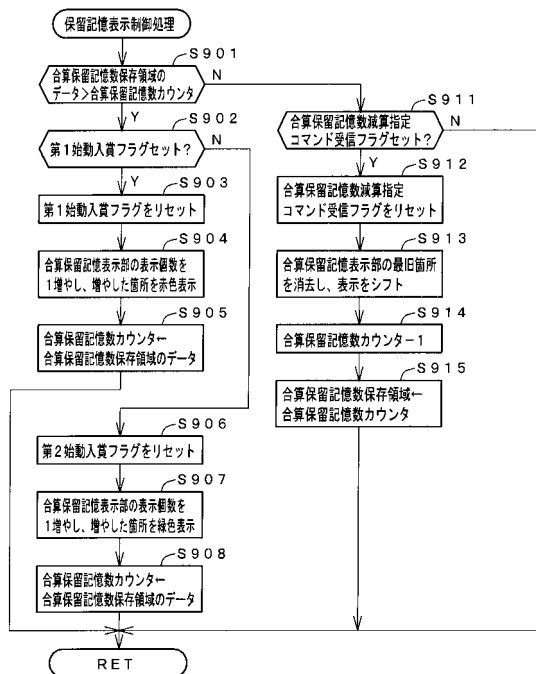 保留記憶表示制御処理
S901
合算保留記憶数保存領域の
データ>合算保留記憶数カウンタ
N
Y
S902
第1始動入賞フラグセット?
N
Y
S903
第1始動入賞フラグをリセット
S904
合算保留記憶表示部の表示個数を
1増やし、増やした箇所を赤色表示
S905
合算保留記憶数カウンタ←
合算保留記憶数保存領域のデータ
S906
第2始動入賞フラグをリセット
S907
合算保留記憶表示部の表示個数を
1増やし、増やした箇所を緑色表示
S908
合算保留記憶数カウンタ←
合算保留記憶数保存領域のデータ
S911
合算保留記憶数減算指定
コマンド受信フラグセット?
N
Y
S912
合算保留記憶数減算指定
コマンド受信フラグをリセット
S913
合算保留記憶表示部の最旧箇所
を消去し、表示をシフト
S914
合算保留記憶数カウンタ-1
S915
合算保留記憶数保存領域←
合算保留記憶数カウンタ
RET